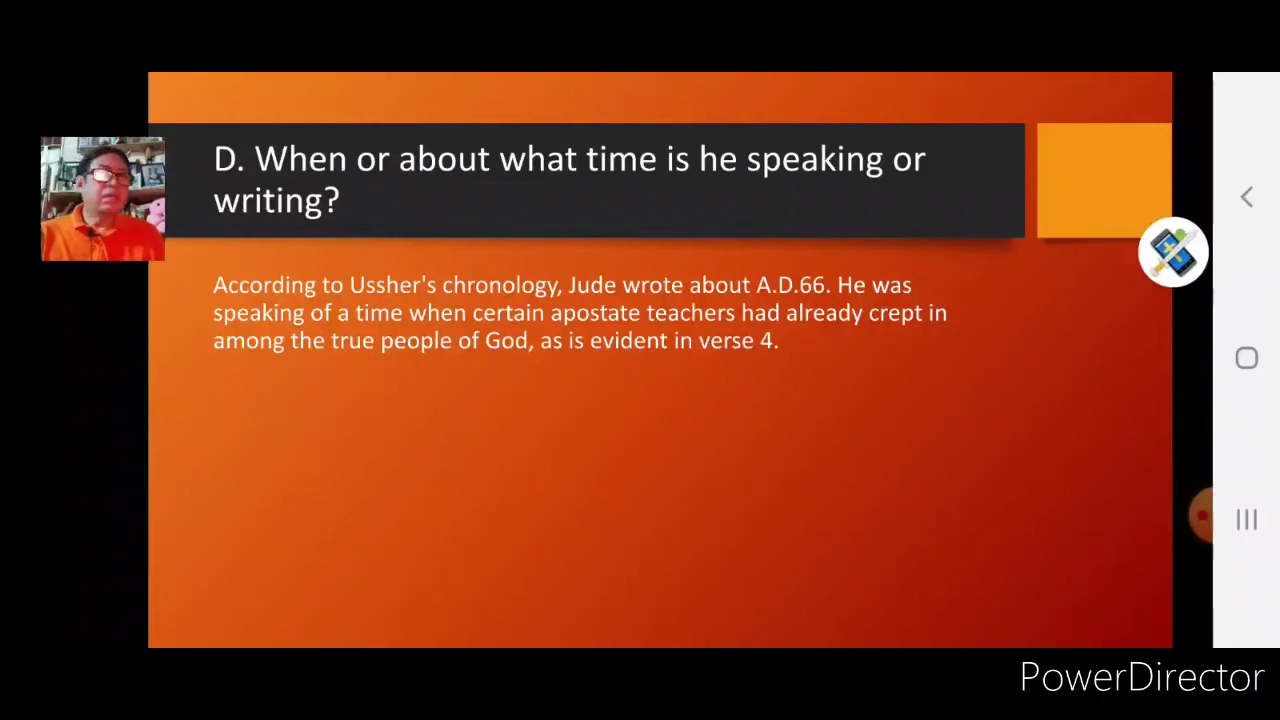 D. When or about what time is he speaking or
writing?
According to Ussher's chronology, Jude wrote about A.D.66. He was
speaking of a time when certain apostate teachers had already crept in
among the true people of God, as is evident in verse 4.
PowerDirector